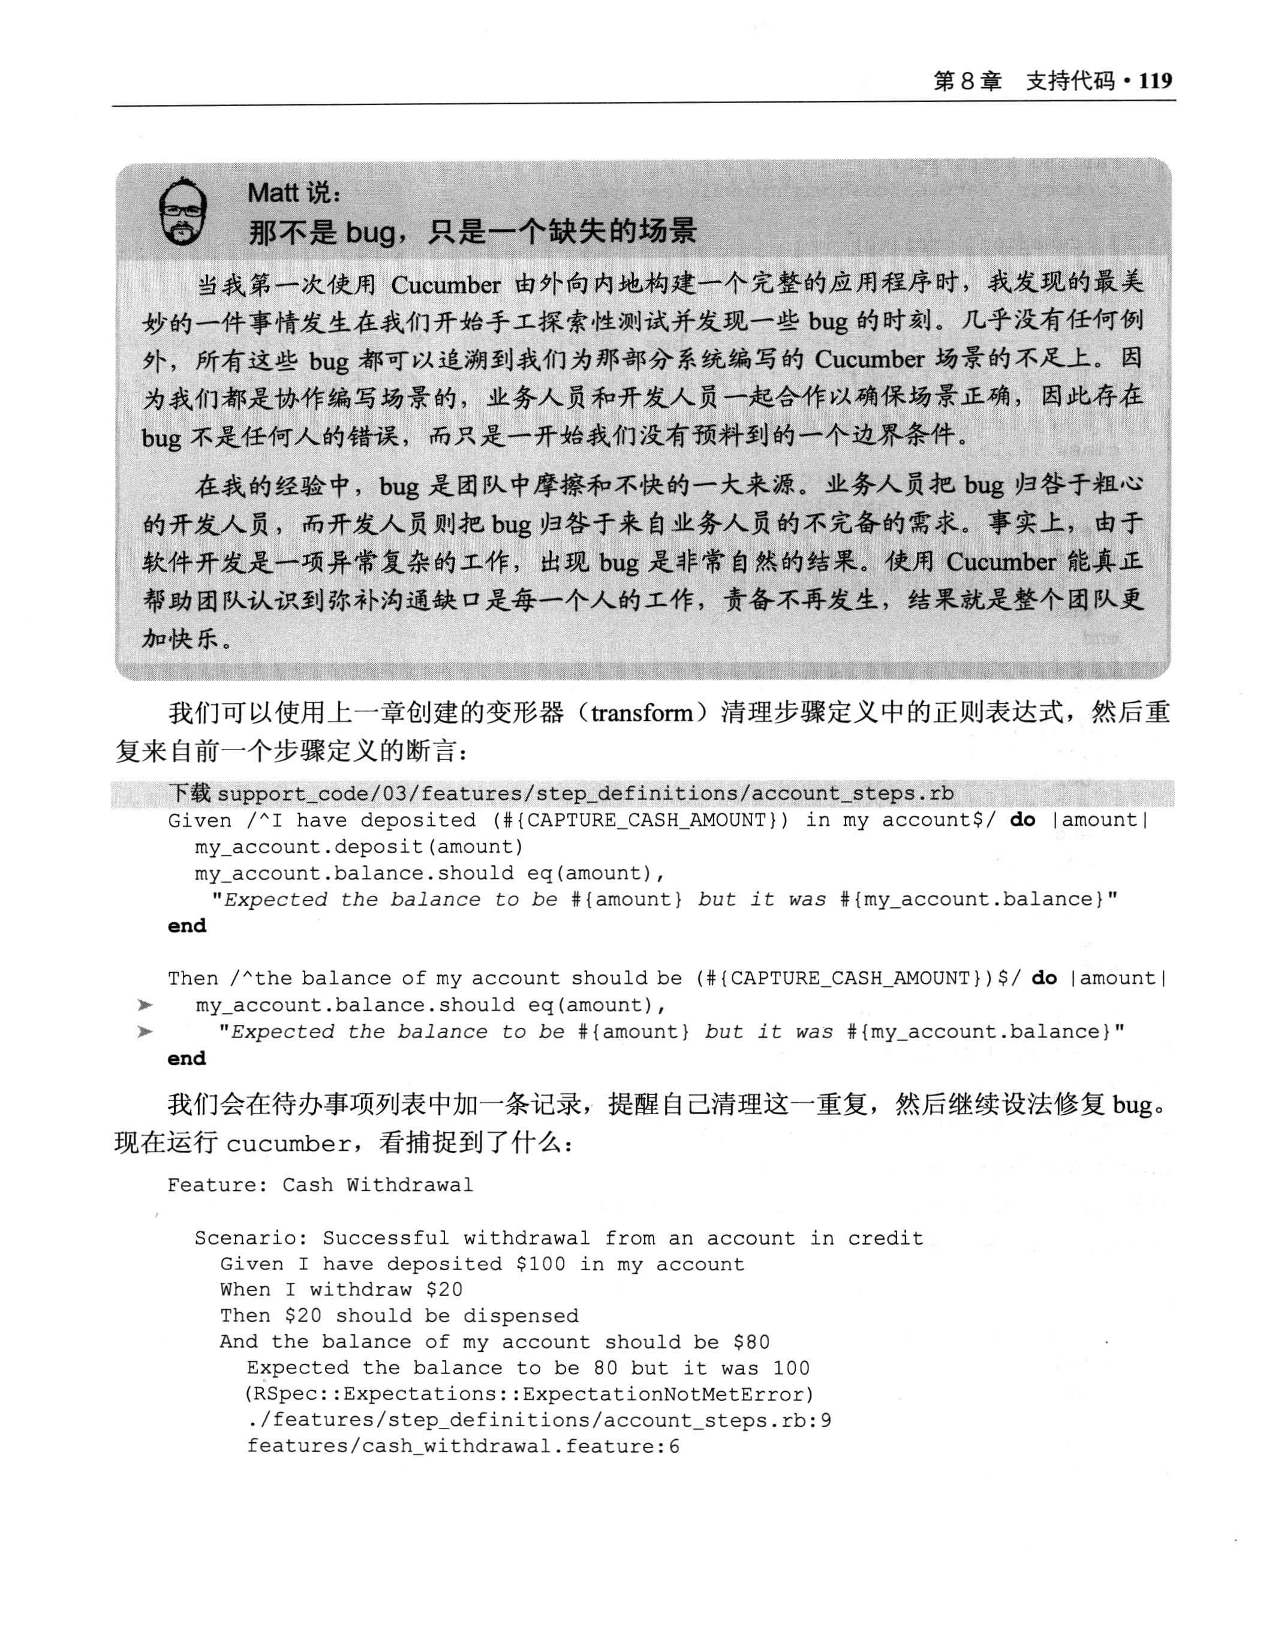 第8章 支持代码·119
Matt 说：
那不是 bug，只是一个缺失的场景
当我第一次使用 Cucumber 由外向内地构建一个完整的应用程序时，我发现的最美
妙的一件事情发生在我们开始手工探索性测试并发现一些 bug 的时刻。几乎没有任何例
外，所有这些 bug 都可以追溯到我们为那部分系统编写的 Cucumber 场景的不足上。因
为我们都是协作编写场景的，业务人员和开发人员一起合作以确保场景正确，因此存在
bug 不是任何人的错误，而只是一开始我们没有预料到的一个边界条件。
在我的经验中，bug 是团队中摩擦和不快的一大来源。业务人员把 bug 归咎于粗心
的开发人员，而开发人员则把 bug 归咎于来自业务人员的不完备的需求。事实上，由于
软件开发是一项异常复杂的工作，出现 bug 是非常自然的结果。使用 Cucumber 能真正
帮助团队认识到弥补沟通缺口是每一个人的工作，责备不再发生，结果就是整个团队更
加快乐。
我们可以使用上一章创建的变形器（transform）清理步骤定义中的正则表达式，然后重
复来自前一个步骤定义的断言：
下载 support_code/03/features/step_definitions/account_steps.rb
Given /^I have deposited (#{CAPTURE_CASH_AMOUNT}) in my account$/ do |amount|
my_account.deposit(amount)
my_account.balance.should eq(amount),
"Expected the balance to be #{amount} but it was #{my_account.balance}"
end
Then /^the balance of my account should be (#{CAPTURE_CASH_AMOUNT})$/ do |amount|
➤ my_account.balance.should eq(amount),
➤ "Expected the balance to be #{amount} but it was #{my_account.balance}"
end
我们会在待办事项列表中加一条记录，提醒自己清理这一重复，然后继续设法修复 bug。
现在运行 cucumber，看捕捉到了什么：
Feature: Cash Withdrawal
Scenario: Successful withdrawal from an account in credit
Given I have deposited $100 in my account
When I withdraw $20
Then $20 should be dispensed
And the balance of my account should be $80
Expected the balance to be 80 but it was 100
(RSpec::Expectations::ExpectationNotMetError)
./features/step_definitions/account_steps.rb:9
features/cash_withdrawal.feature:6